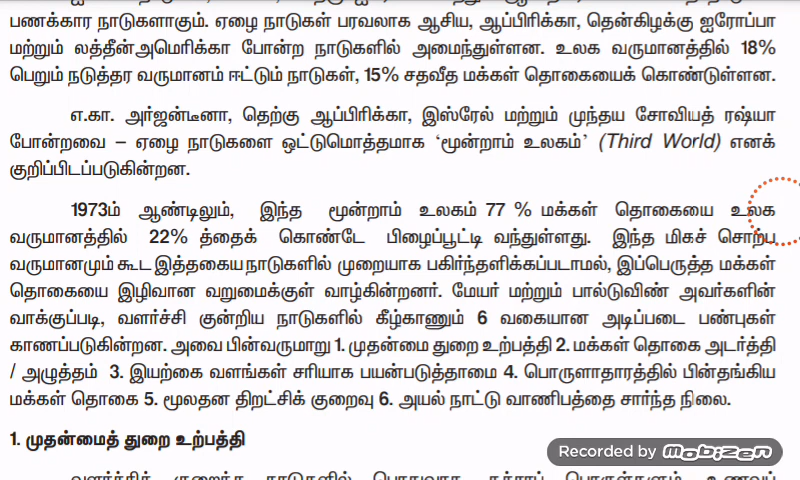 பணக்கார நாடுகளாகும். ஏழை நாடுகள் பரவலாக ஆசிய, ஆப்பிரிக்கா, தென்கிழக்கு ஐரோப்பா
மற்றும் லத்தீன்அமெரிக்கா போன்ற நாடுகளில் அமைந்துள்ளன. உலக வருமானத்தில் 18%
பெறும் நடுத்தர வருமானம் ஈட்டும் நாடுகள், 15% சதவீத மக்கள் தொகையைக் கொண்டுள்ளன.
எ.கா. அர்ஜன்டீனா, தெற்கு ஆப்பிரிக்கா, இஸ்ரேல் மற்றும் முந்தய சோவியத் ரஷ்யா
போன்றவை – ஏழை நாடுகளை ஒட்டுமொத்தமாக ‘மூன்றாம் உலகம்’ (Third World) எனக்
குறிப்பிடப்படுகின்றன.
1973ம் ஆண்டிலும், இந்த மூன்றாம் உலகம் 77 % மக்கள் தொகையை உலக
வருமானத்தில் 22% த்தைக் கொண்டே பிழைப்பூட்டி வந்துள்ளது. இந்த மிகச் சொற்ப
வருமானமும் கூட இத்தகைய நாடுகளில் முறையாக பகிர்ந்தளிக்கப்படாமல், இப்பெருத்த மக்கள்
தொகையை இழிவான வறுமைக்குள் வாழ்கின்றனர். மேயர் மற்றும் பால்டுவிண் அவர்களின்
வாக்குப்படி, வளர்ச்சி குன்றிய நாடுகளில் கீழ்காணும் 6 வகையான அடிப்படை பண்புகள்
காணப்படுகின்றன. அவை பின்வருமாறு 1. முதன்மை துறை உற்பத்தி 2. மக்கள் தொகை அடர்த்தி
/ அழுத்தம் 3. இயற்கை வளங்கள் சரியாக பயன்படுத்தாமை 4. பொருளாதாரத்தில் பின்தங்கிய
மக்கள் தொகை 5. மூலதன திறட்சிக் குறைவு 6. அயல் நாட்டு வாணிபத்தை சார்ந்த நிலை.
1. முதன்மைத் துறை உற்பத்தி
Recorded by mobizen